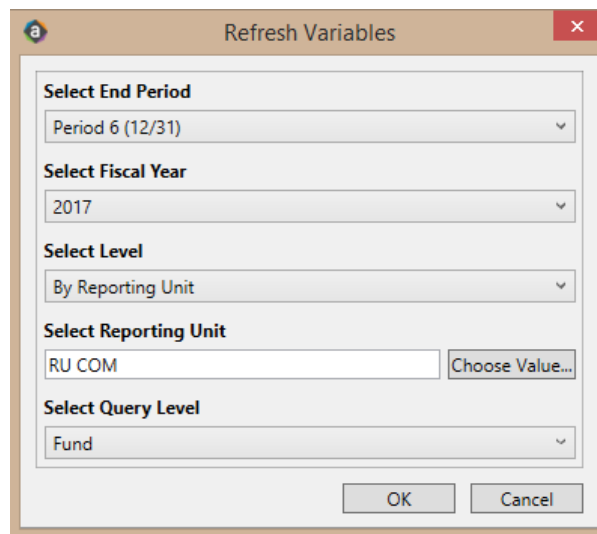 Refresh Variables
Select End Period
Period 6 (12/31)
Select Fiscal Year
2017
Select Level
By Reporting Unit
Select Reporting Unit
RU COM
Choose Value...
Select Query Level
Fund
OK
Cancel